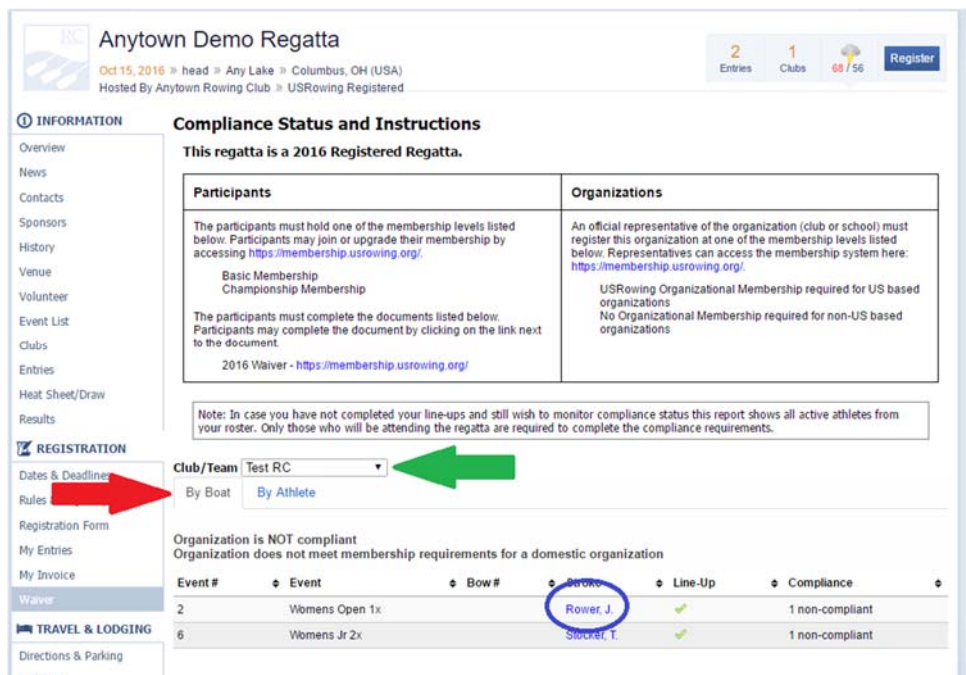 RC
Anytown Demo Regatta
Oct 15, 2016 » head » Any Lake » Columbus, OH (USA)
Hosted By Anytown Rowing Club » USRowing Registered
2
Entries
1
Clubs
68 / 56
Register
INFORMATION
Overview
News
Contacts
Sponsors
History
Venue
Volunteer
Event List
Clubs
Entries
Heat Sheet/Draw
Results
REGISTRATION
Dates & Deadlines
Rules
Registration Form
My Entries
My Invoice
Waiver
TRAVEL & LODGING
Directions & Parking
Compliance Status and Instructions
This regatta is a 2016 Registered Regatta.
Participants
The participants must hold one of the membership levels listed
below. Participants may join or upgrade their membership by
accessing https://membership.usrowing.org/.
Basic Membership
Championship Membership
The participants must complete the documents listed below.
Participants may complete the document by clicking on the link next
to the document.
2016 Waiver - https://membership.usrowing.org/
Organizations
An official representative of the organization (club or school) must
register this organization at one of the membership levels listed
below. Representatives can access the membership system here:
https://membership.usrowing.org/.
USRowing Organizational Membership required for US based
organizations
No Organizational Membership required for non-US based
organizations
Note: In case you have not completed your line-ups and still wish to monitor compliance status this report shows all active athletes from
your roster. Only those who will be attending the regatta are required to complete the compliance requirements.
Club/Team Test RC
By Boat By Athlete
Organization is NOT compliant
Organization does not meet membership requirements for a domestic organization
Event # Event Bow # Stroke Line-Up Compliance
2 Womens Open 1x Rower, J. 1 non-compliant
6 Womens Jr 2x Stocker, T. 1 non-compliant